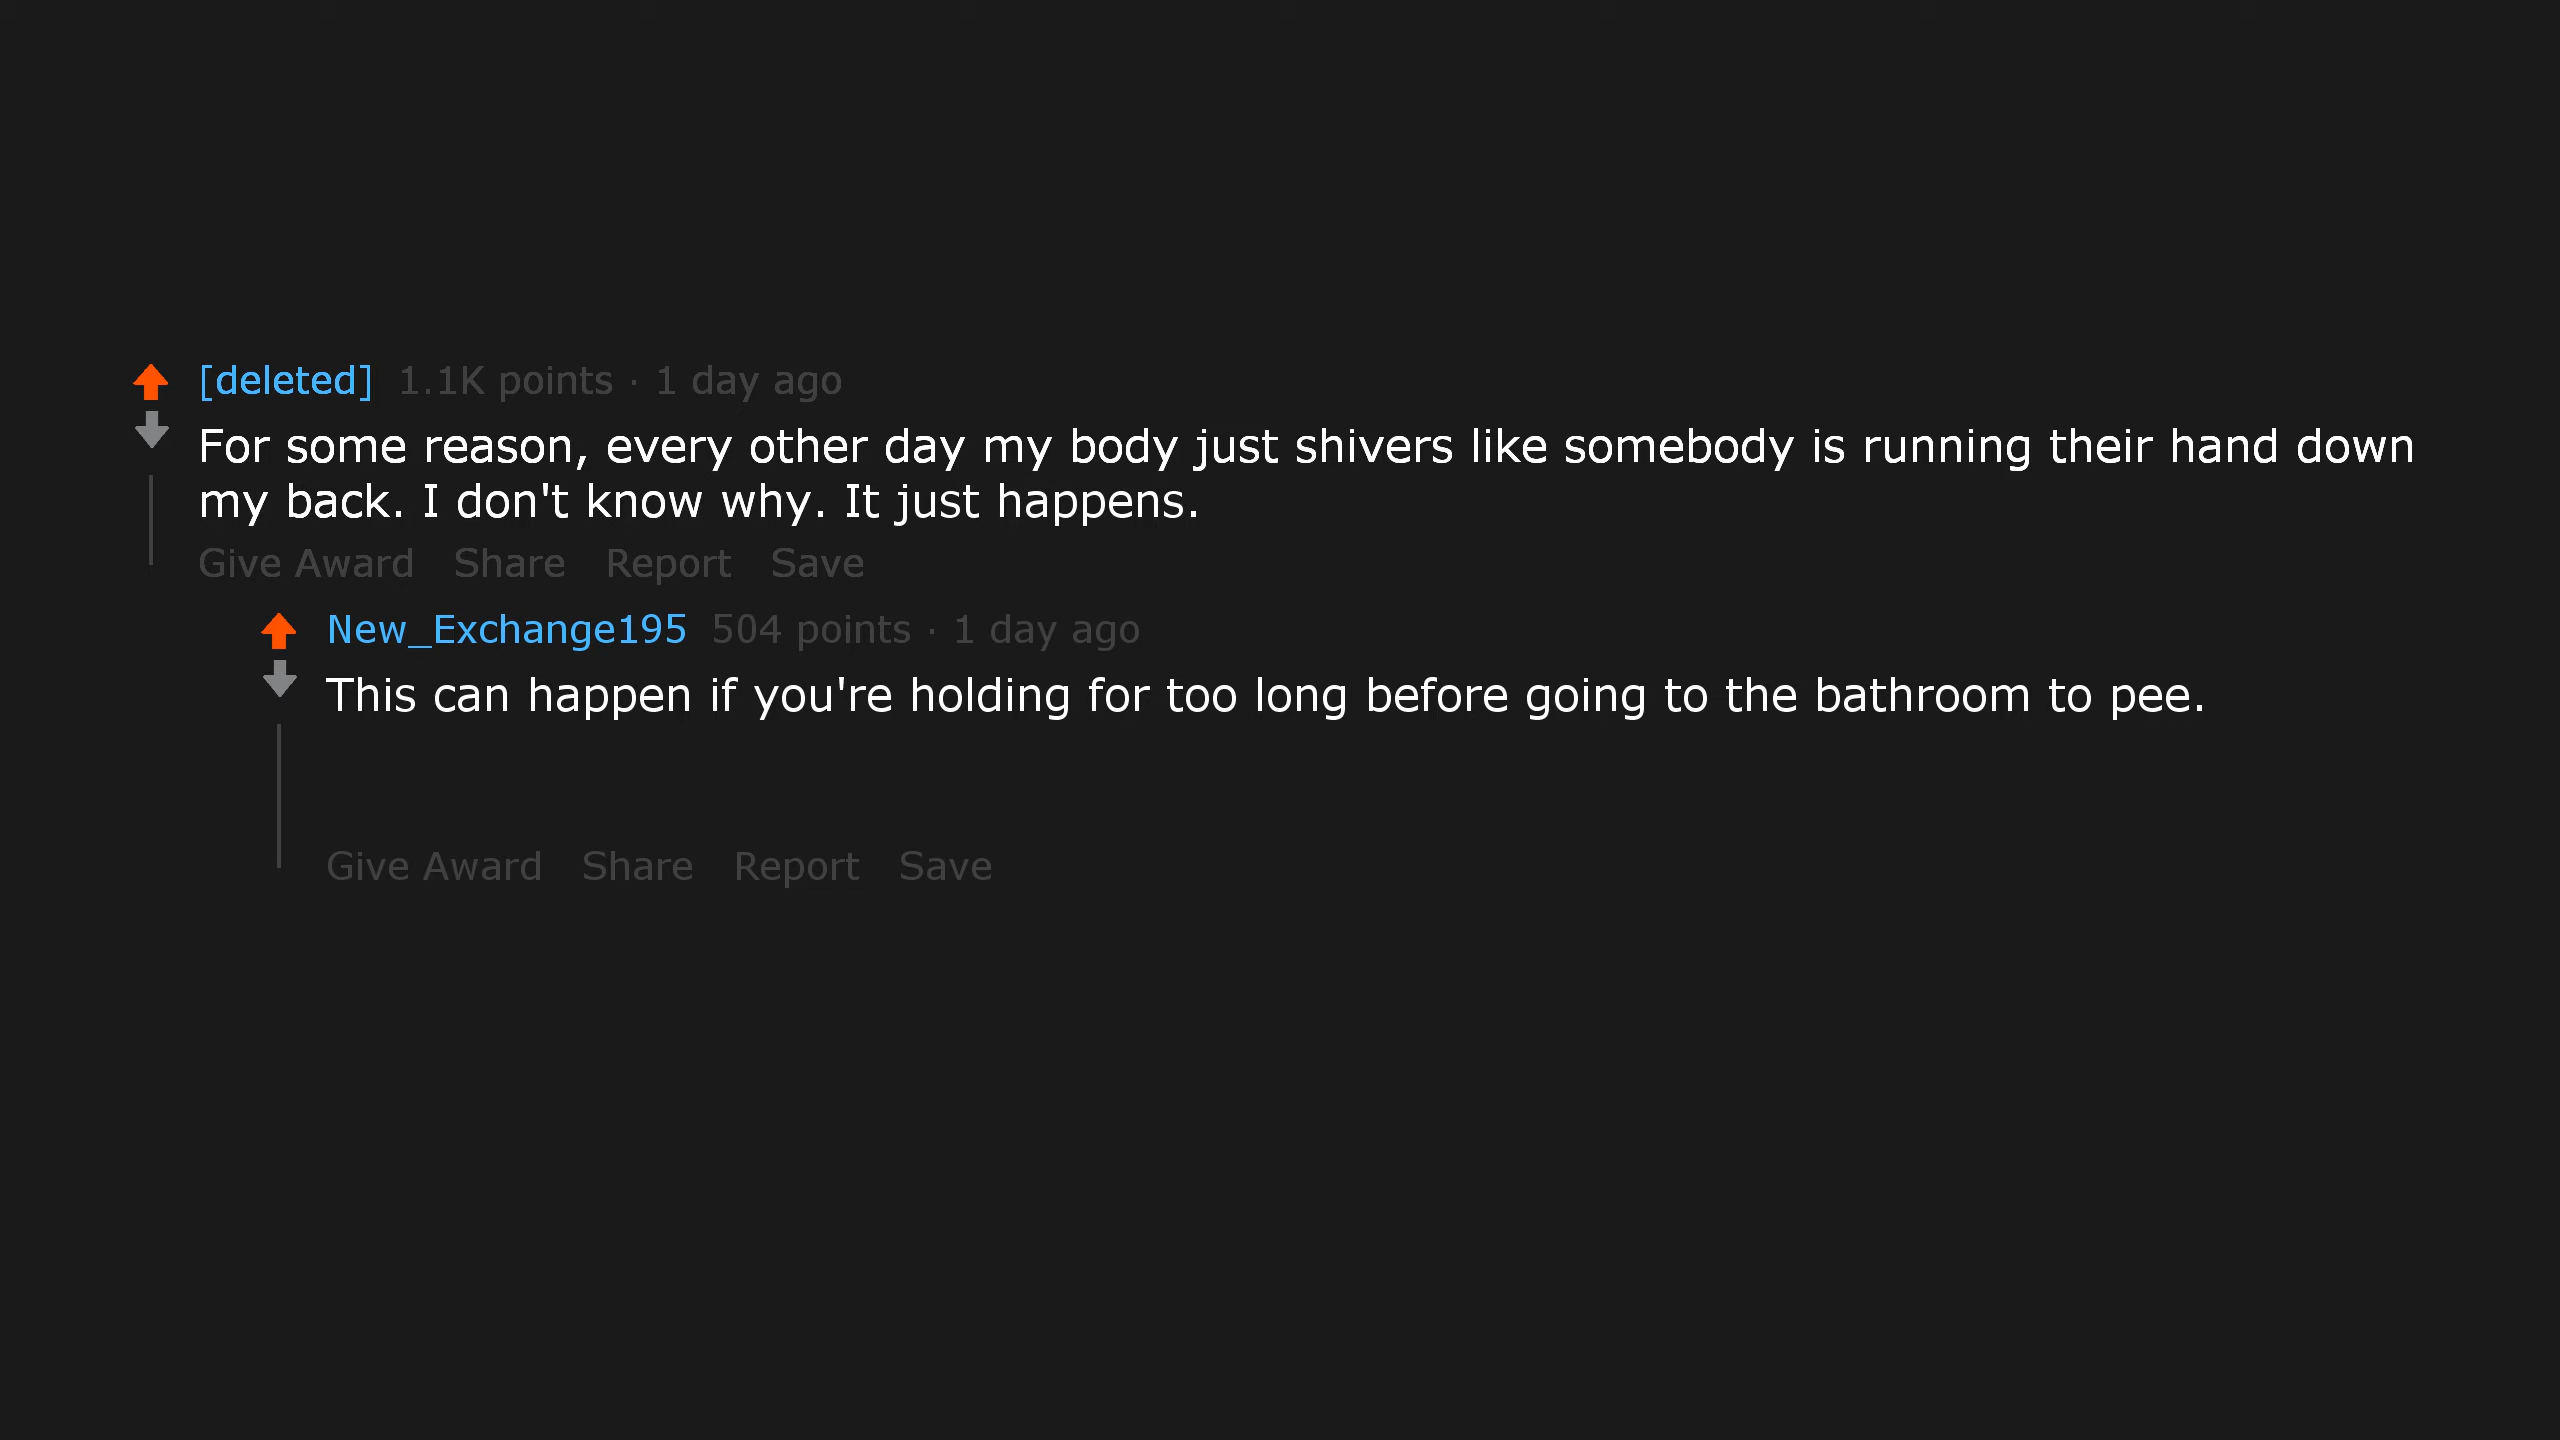 [deleted] 1.1K points · 1 day ago
For some reason, every other day my body just shivers like somebody is running their hand down
my back. I don't know why. It just happens.
Give Award Share Report Save
New_Exchange195 504 points · 1 day ago
This can happen if you're holding for too long before going to the bathroom to pee.
Give Award Share Report Save